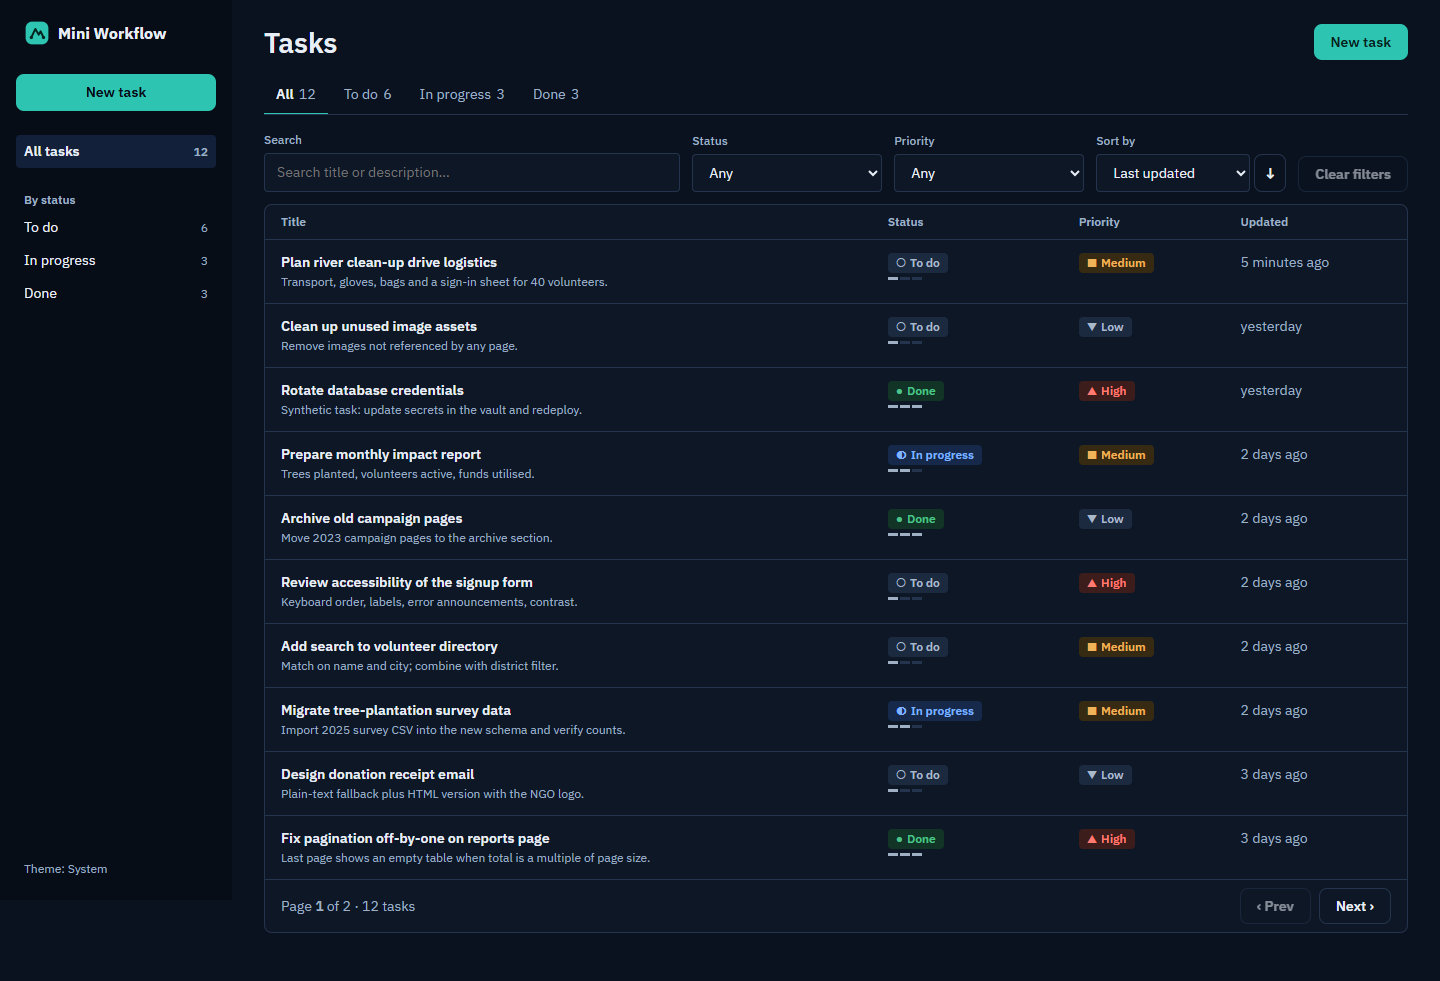 Mini Workflow
New task
All tasks 12
By status
To do 6
In progress 3
Done 3
Theme: System
Tasks
New task
All 12 To do 6 In progress 3 Done 3
Search Status Priority Sort by
Search title or description... Any Any Last updated ↓ Clear filters
Title Status Priority Updated
Plan river clean-up drive logistics ○ To do ■ Medium 5 minutes ago
Transport, gloves, bags and a sign-in sheet for 40 volunteers.
Clean up unused image assets ○ To do ▼ Low yesterday
Remove images not referenced by any page.
Rotate database credentials ● Done ▲ High yesterday
Synthetic task: update secrets in the vault and redeploy.
Prepare monthly impact report ◐ In progress ■ Medium 2 days ago
Trees planted, volunteers active, funds utilised.
Archive old campaign pages ● Done ▼ Low 2 days ago
Move 2023 campaign pages to the archive section.
Review accessibility of the signup form ○ To do ▲ High 2 days ago
Keyboard order, labels, error announcements, contrast.
Add search to volunteer directory ○ To do ■ Medium 2 days ago
Match on name and city; combine with district filter.
Migrate tree-plantation survey data ◐ In progress ■ Medium 2 days ago
Import 2025 survey CSV into the new schema and verify counts.
Design donation receipt email ○ To do ▼ Low 3 days ago
Plain-text fallback plus HTML version with the NGO logo.
Fix pagination off-by-one on reports page ● Done ▲ High 3 days ago
Last page shows an empty table when total is a multiple of page size.
Page 1 of 2 · 12 tasks ‹ Prev Next ›